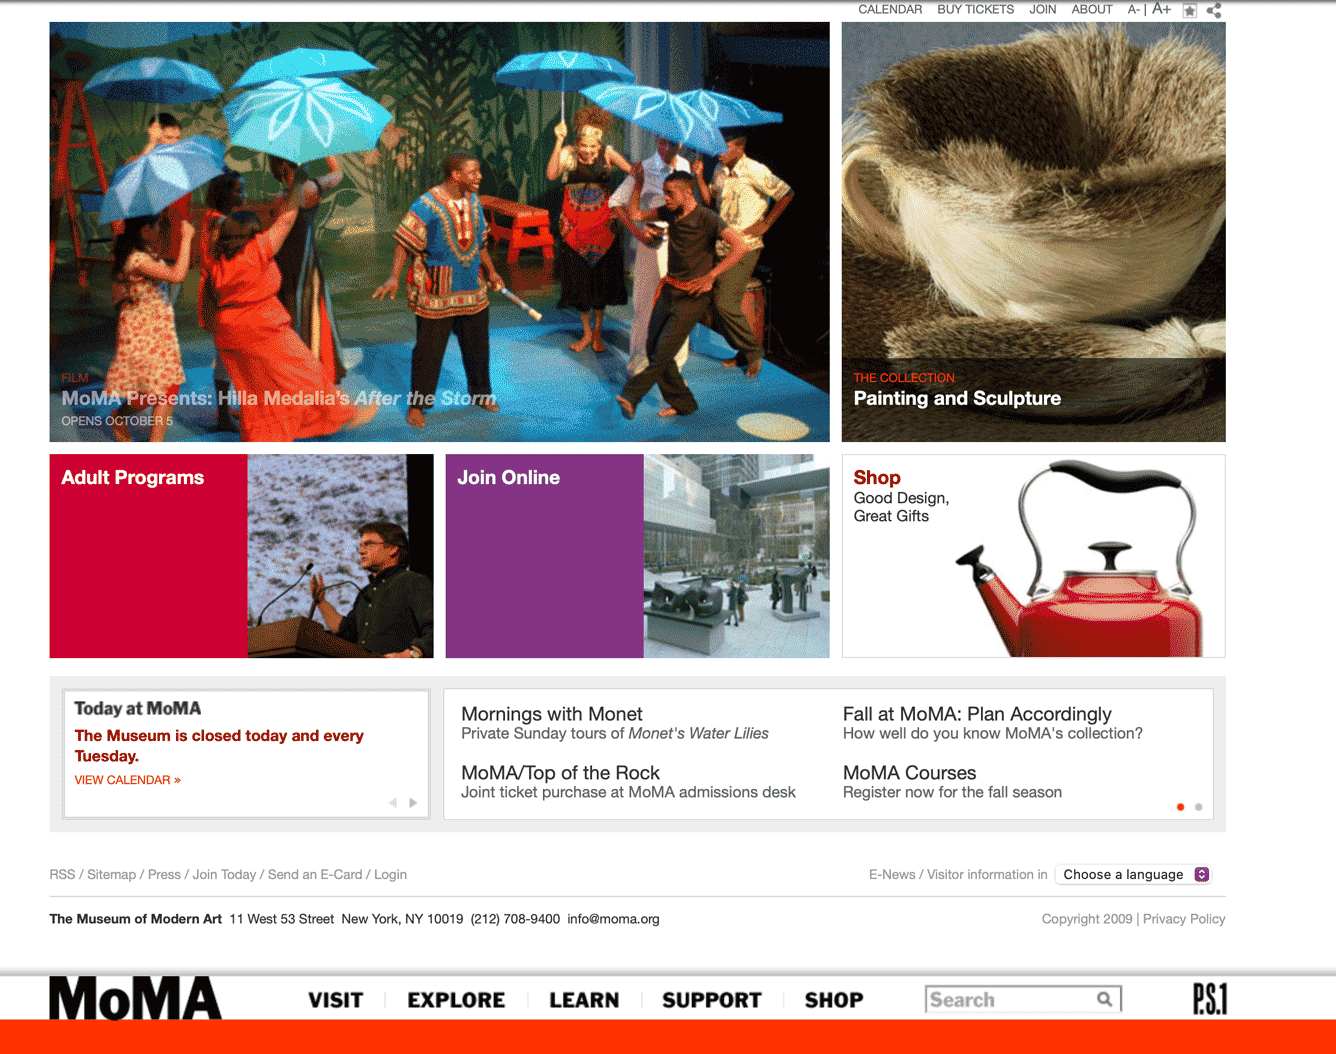 CALENDAR BUY TICKETS JOIN ABOUT A- | A+
FILM
MoMA Presents: Hilla Medalia's After the Storm
OPENS OCTOBER 5
THE COLLECTION
Painting and Sculpture
Adult Programs
Join Online
Shop
Good Design,
Great Gifts
Today at MoMA
The Museum is closed today and every
Tuesday.
VIEW CALENDAR »
Mornings with Monet
Private Sunday tours of Monet's Water Lilies
MoMA/Top of the Rock
Joint ticket purchase at MoMA admissions desk
Fall at MoMA: Plan Accordingly
How well do you know MoMA's collection?
MoMA Courses
Register now for the fall season
RSS / Sitemap / Press / Join Today / Send an E-Card / Login
E-News / Visitor information in Choose a language
The Museum of Modern Art 11 West 53 Street New York, NY 10019 (212) 708-9400 info@moma.org
Copyright 2009 | Privacy Policy
MoMA VISIT EXPLORE LEARN SUPPORT SHOP Search P.S.1